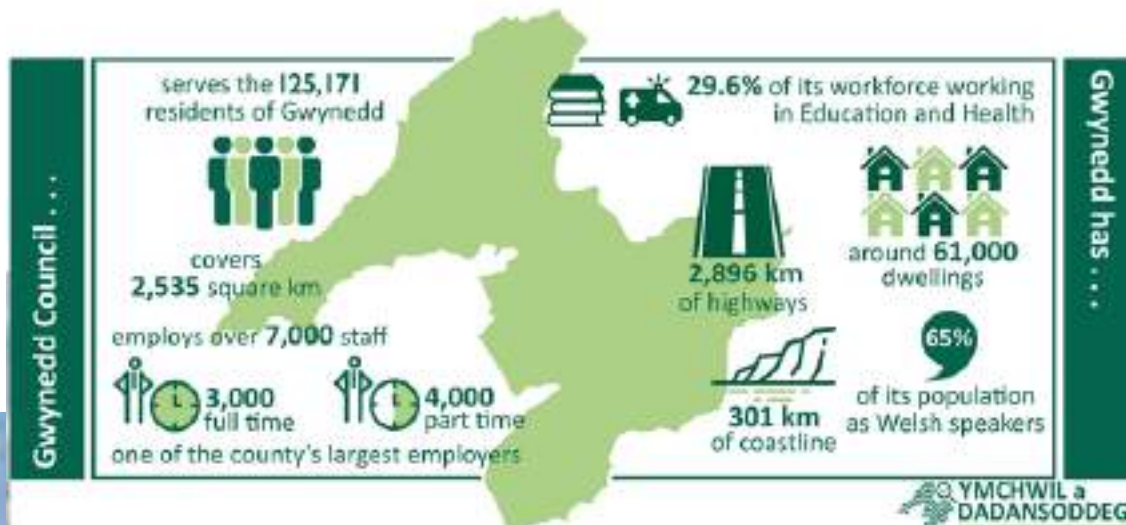 Gwynedd Council . . .
serves the 125,171
residents of Gwynedd
covers
2,535 square km
employs over 7,000 staff
3,000
full time
4,000
part time
one of the county's largest employers
29.6% of its workforce working
in Education and Health
2,896 km
of highways
around 61,000
dwellings
301 km
of coastline
65%
of its population
as Welsh speakers
Gwynedd has . . .
YMCHWIL a
DADANSODDEG